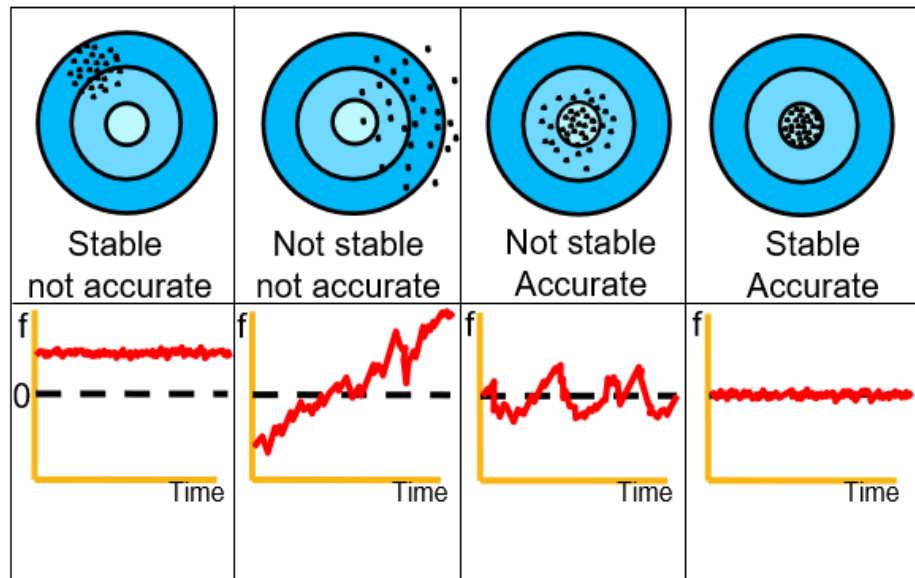 Stable
not accurate
Not stable
not accurate
Not stable
Accurate
Stable
Accurate
f
0
Time
f
Time
f
Time
f
Time